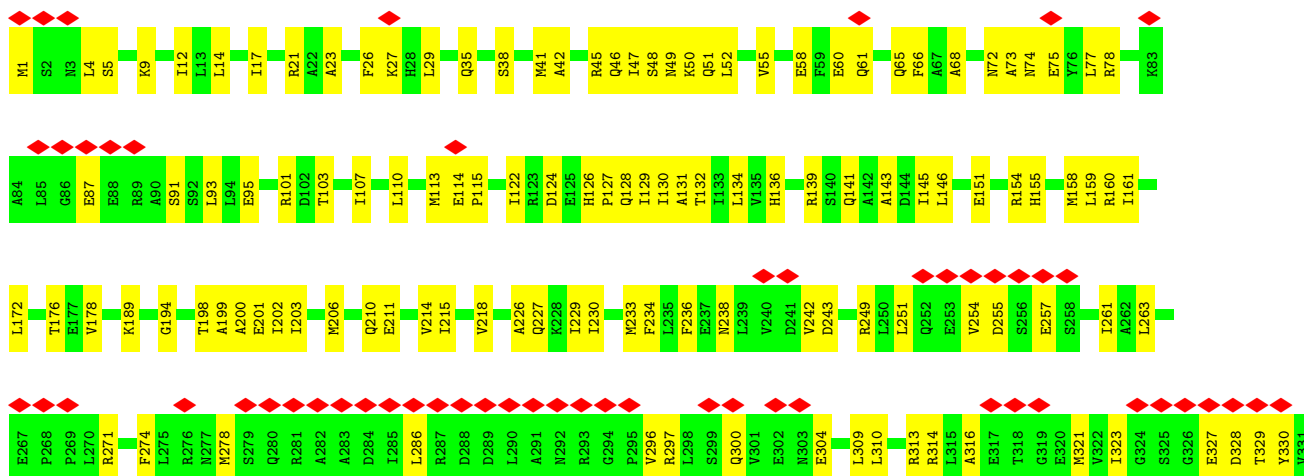 M1 S2 N3 L4 S5 K9 I12 L13 L14 I17 R21 A22 A23 F26 K27 H28 L29 Q35 S38 M41 A42 R45 Q46 I47 S48 N49 K50 Q51 L52 V55 E58 F59 E60 Q61 Q65 F66 A67 A68 N72 A73 N74 E75 Y76 L77 R78 K83
A84 L85 G86 E87 E88 R89 A90 S91 S92 L93 L94 E95 R101 D102 T103 I107 L110 M113 E114 P115 I122 R123 D124 E125 H126 P127 Q128 I129 I130 A131 T132 I133 L134 V135 H136 R139 S140 Q141 A142 A143 D144 I145 L146 E151 R154 H155 M158 L159 R160 I161
L172 T176 E177 V178 K189 G194 T198 A199 A200 E201 I202 I203 M206 Q210 E211 V214 I215 V218 A226 Q227 K228 I229 I230 M233 F234 L235 F236 E237 N238 L239 V240 D241 V242 D243 R249 L250 L251 Q252 E253 V254 D255 S256 E257 S258 I261 A262 L263
E267 P268 P269 L270 R271 F274 L275 R276 N277 M278 S279 Q280 R281 A282 A283 D284 I285 L286 R287 D288 D289 L290 A291 N292 R293 G294 P295 V296 R297 L298 S299 Q300 V301 E302 N303 E304 L309 L310 R313 R314 L315 A316 E317 T318 G319 E320 M321 V322 I323 G324 S325 G326 E327 D328 T329 Y330 V331